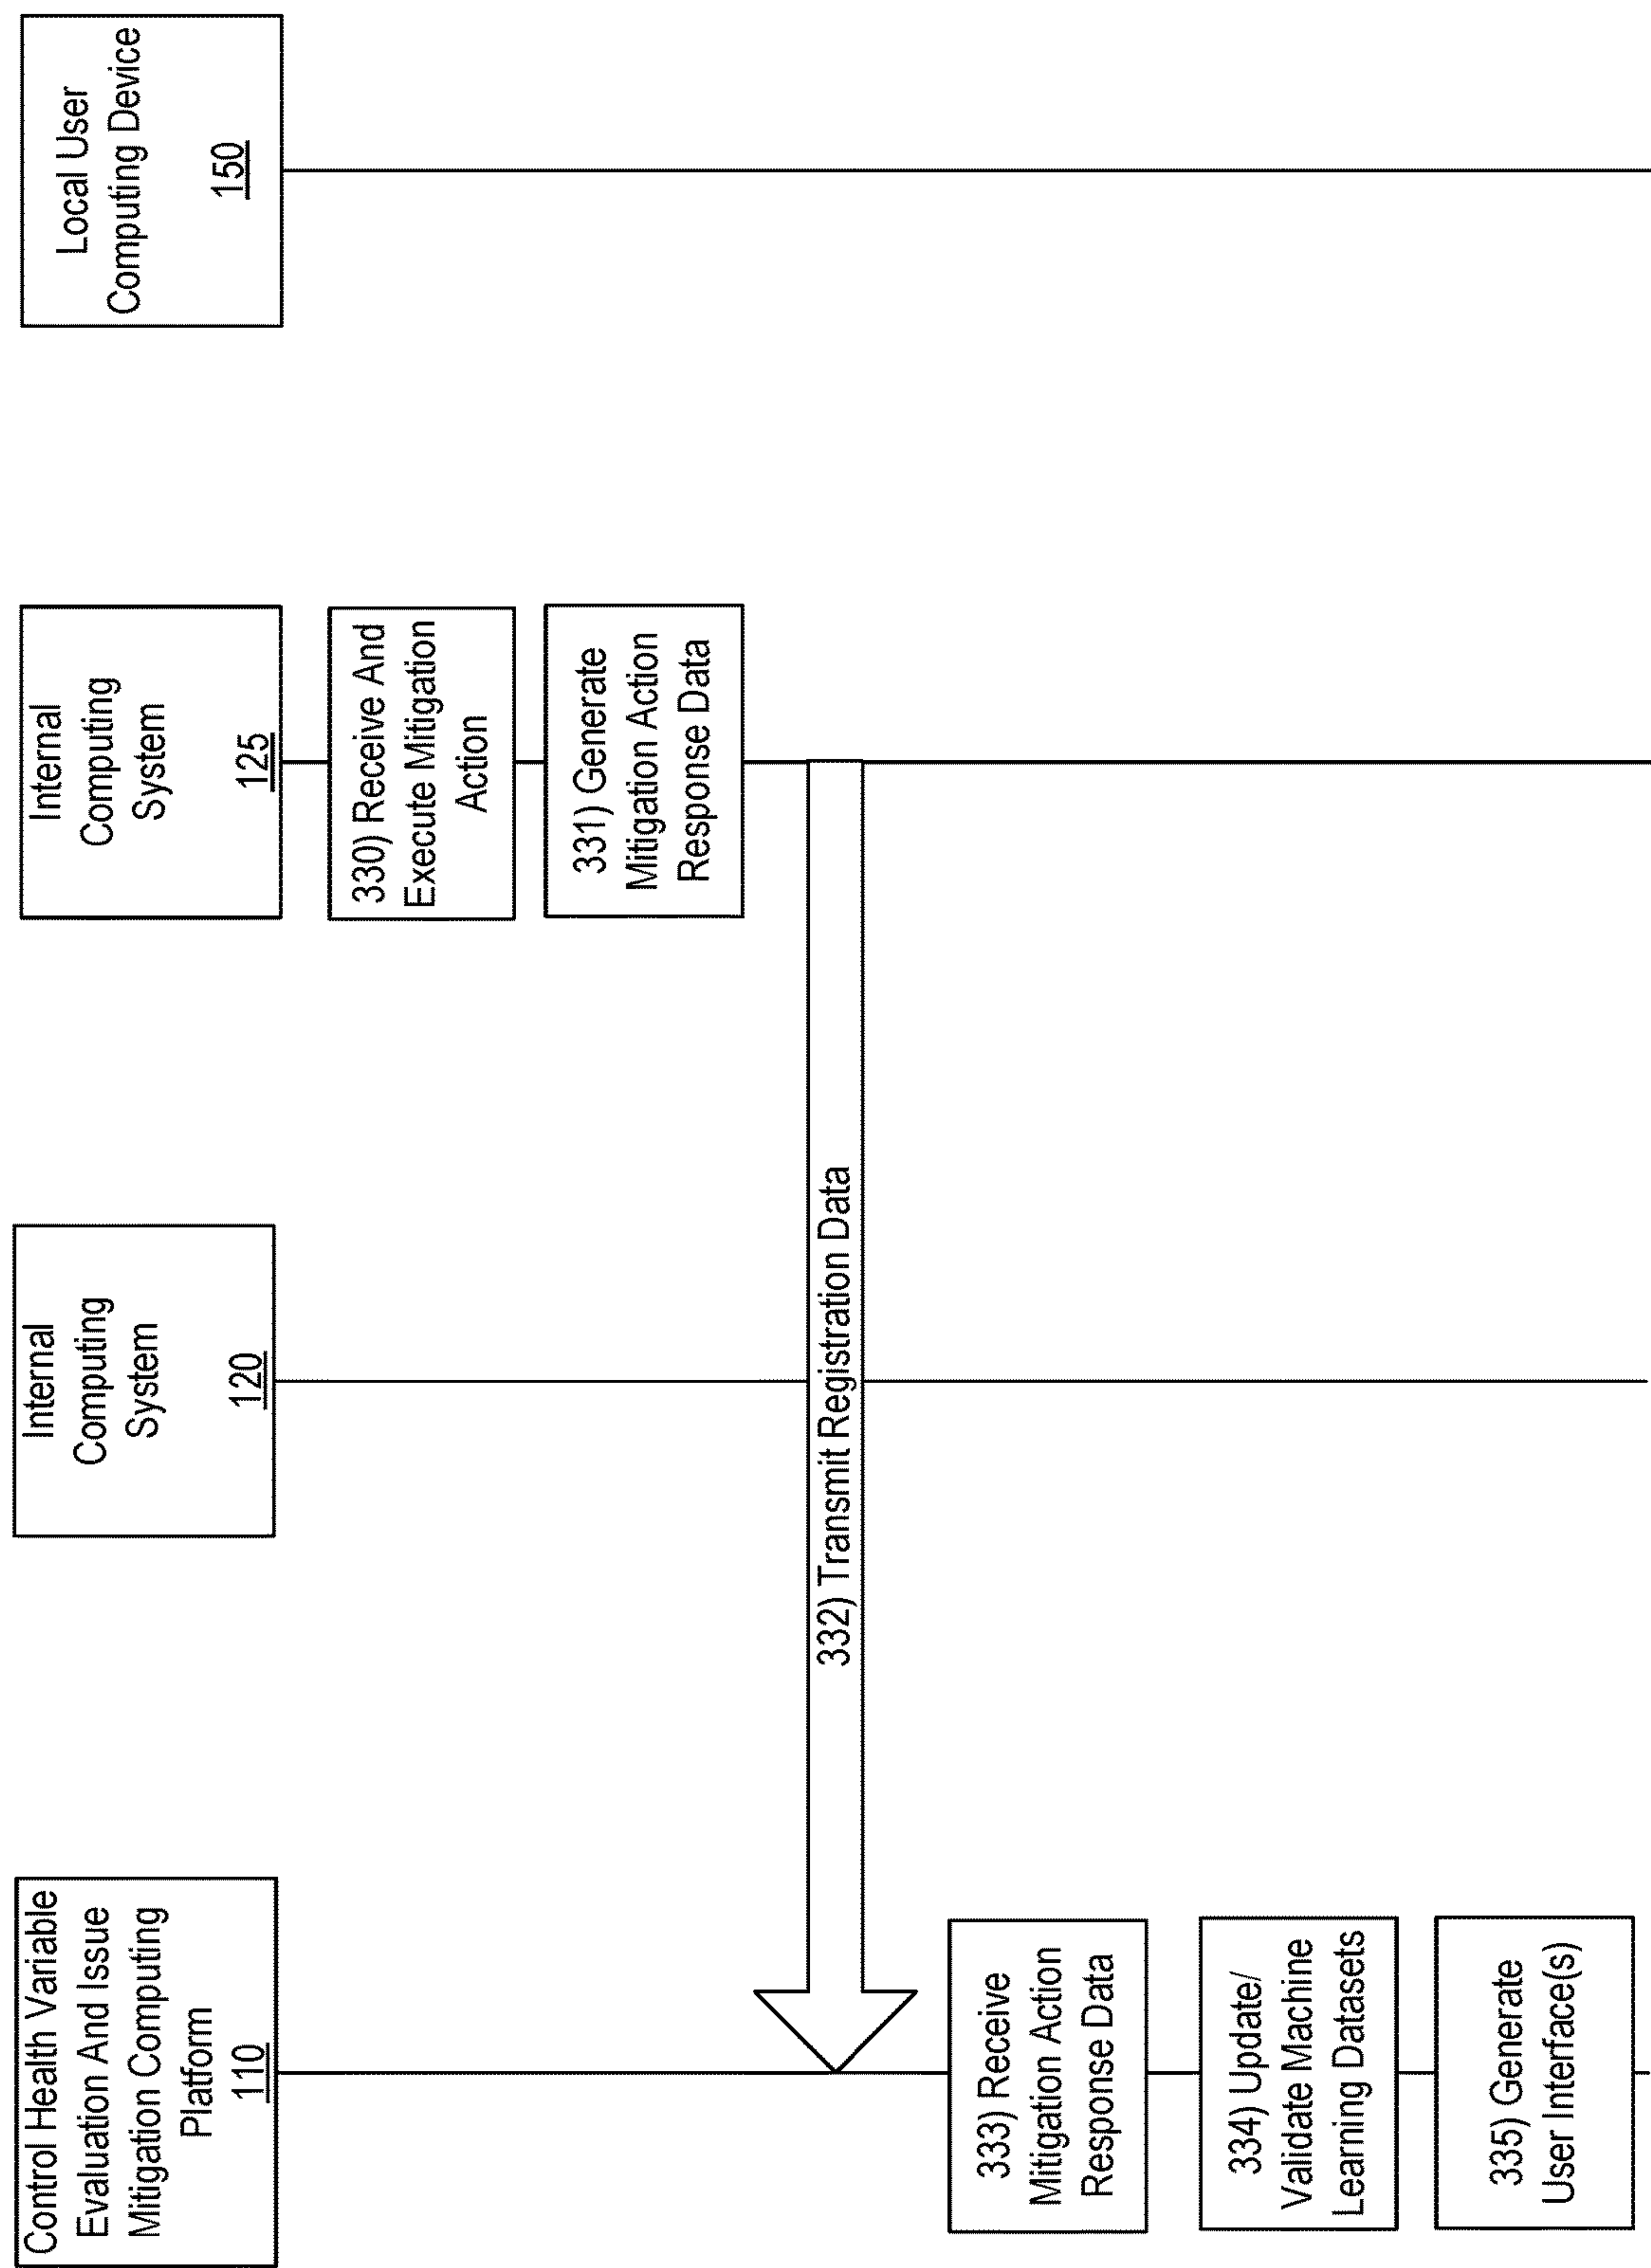 Control Health Variable
Evaluation And Issue
Mitigation Computing
Platform
110
Internal
Computing
System
120
Internal
Computing
System
125
Local User
Computing Device
150
330) Receive And
Execute Mitigation
Action
331) Generate
Mitigation Action
Response Data
332) Transmit Registration Data
333) Receive
Mitigation Action
Response Data
334) Update/
Validate Machine
Learning Datasets
335) Generate
User Interface(s)